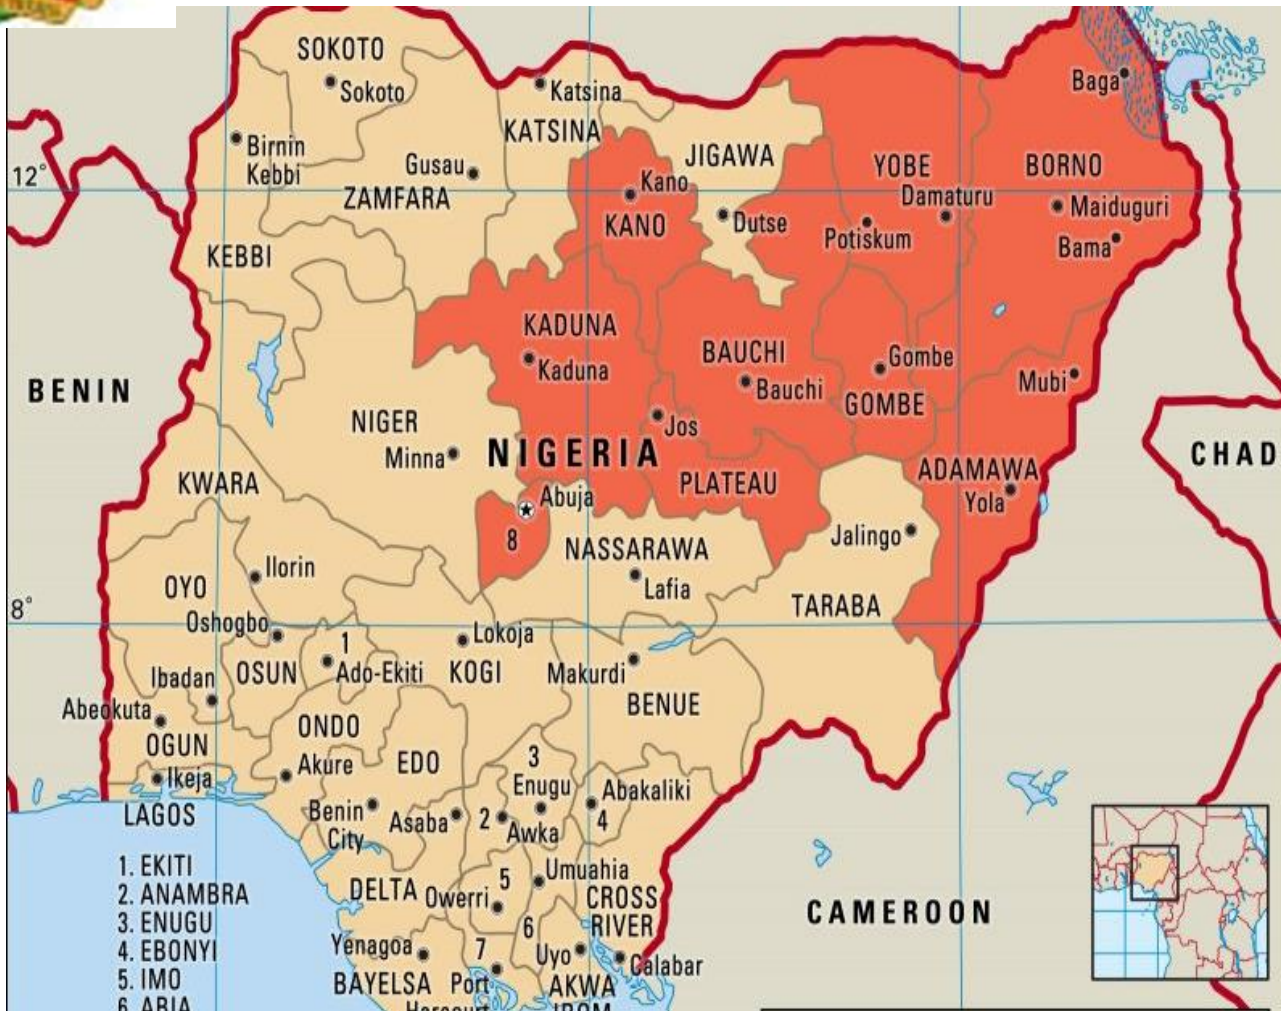 SOKOTO
Sokoto
Katsina
KATSINA
Birnin
Kebbi
Gusau
ZAMFARA
KEBBI
12°
JIGAWA
Kano
KANO
Dutse
YOBE
Damaturu
Potiskum
Baga
BORNO
Maiduguri
Bama
KADUNA
Kaduna
BAUCHI
Bauchi
Gombe
GOMBE
Mubi
BENIN
NIGER
Minna
NIGERIA
Jos
PLATEAU
ADAMAWA
Yola
CHAD
KWARA
Abuja
8
NASSARAWA
Lafia
Jalingo
TARABA
Ilorin
OYO
8°
Oshogbo
1
Ado-Ekiti
OSUN
Lokoja
KOGI
Makurdi
BENUE
Ibadan
Abeokuta
OGUN
Ikeja
LAGOS
ONDO
Akure
EDO
3
Enugu
Abakaliki
4
Benin
City
Asaba
2
Awka
Umuahia
5
DELTA
Owerri
CROSS
RIVER
6
Yenagoa
7
Uyo
Calabar
BAYELSA
Port
Harcourt
AKWA
IBOM
CAMEROON
1. EKITI
2. ANAMBRA
3. ENUGU
4. EBONYI
5. IMO
6. ABIA